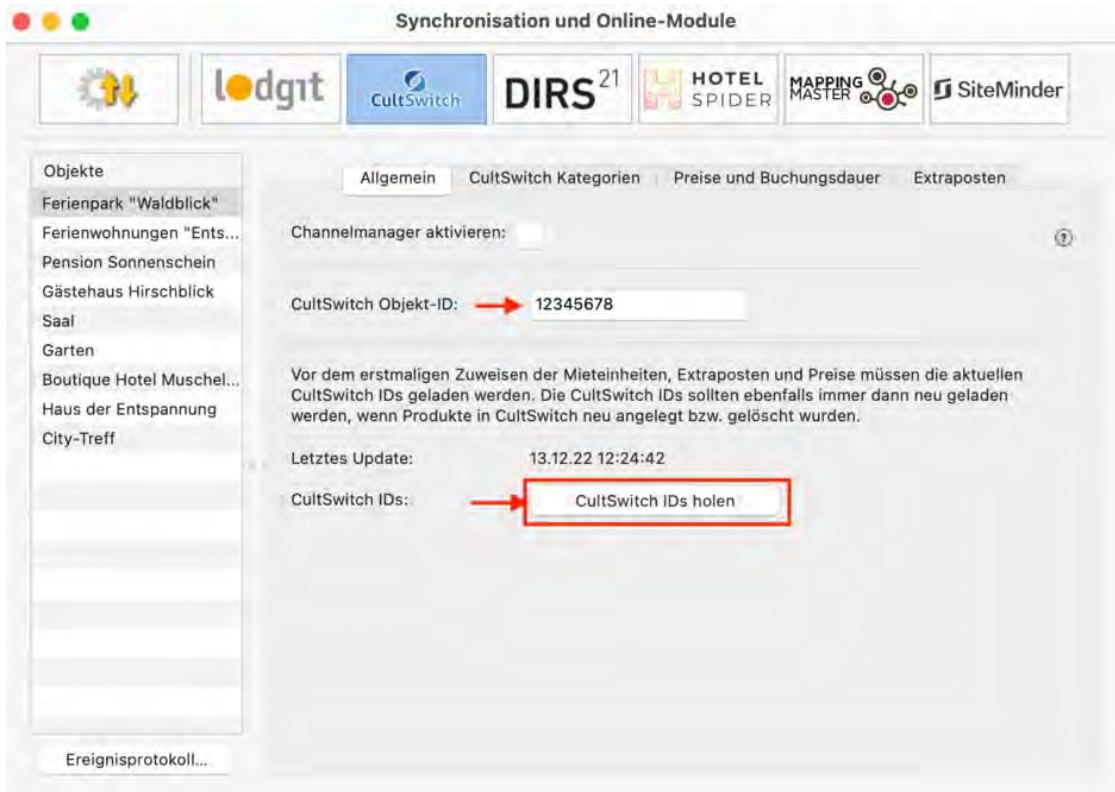 Synchronisation und Online-Module
lodgit
CultSwitch
DIRS21
HOTEL
SPIDER
MAPPING
MASTER
SiteMinder
Objekte
Ferienpark "Waldblick"
Ferienwohnungen "Ents...
Pension Sonnenschein
Gästehaus Hirschblick
Saal
Garten
Boutique Hotel Muschel...
Haus der Entspannung
City-Treff
Ereignisprotokoll...
Allgemein CultSwitch Kategorien Preise und Buchungsdauer Extraposten
Channelmanager aktivieren:
?
CultSwitch Objekt-ID: 12345678
Vor dem erstmaligen Zuweisen der Mieteinheiten, Extraposten und Preise müssen die aktuellen
CultSwitch IDs geladen werden. Die CultSwitch IDs sollten ebenfalls immer dann neu geladen
werden, wenn Produkte in CultSwitch neu angelegt bzw. gelöscht wurden.
Letztes Update: 13.12.22 12:24:42
CultSwitch IDs: CultSwitch IDs holen